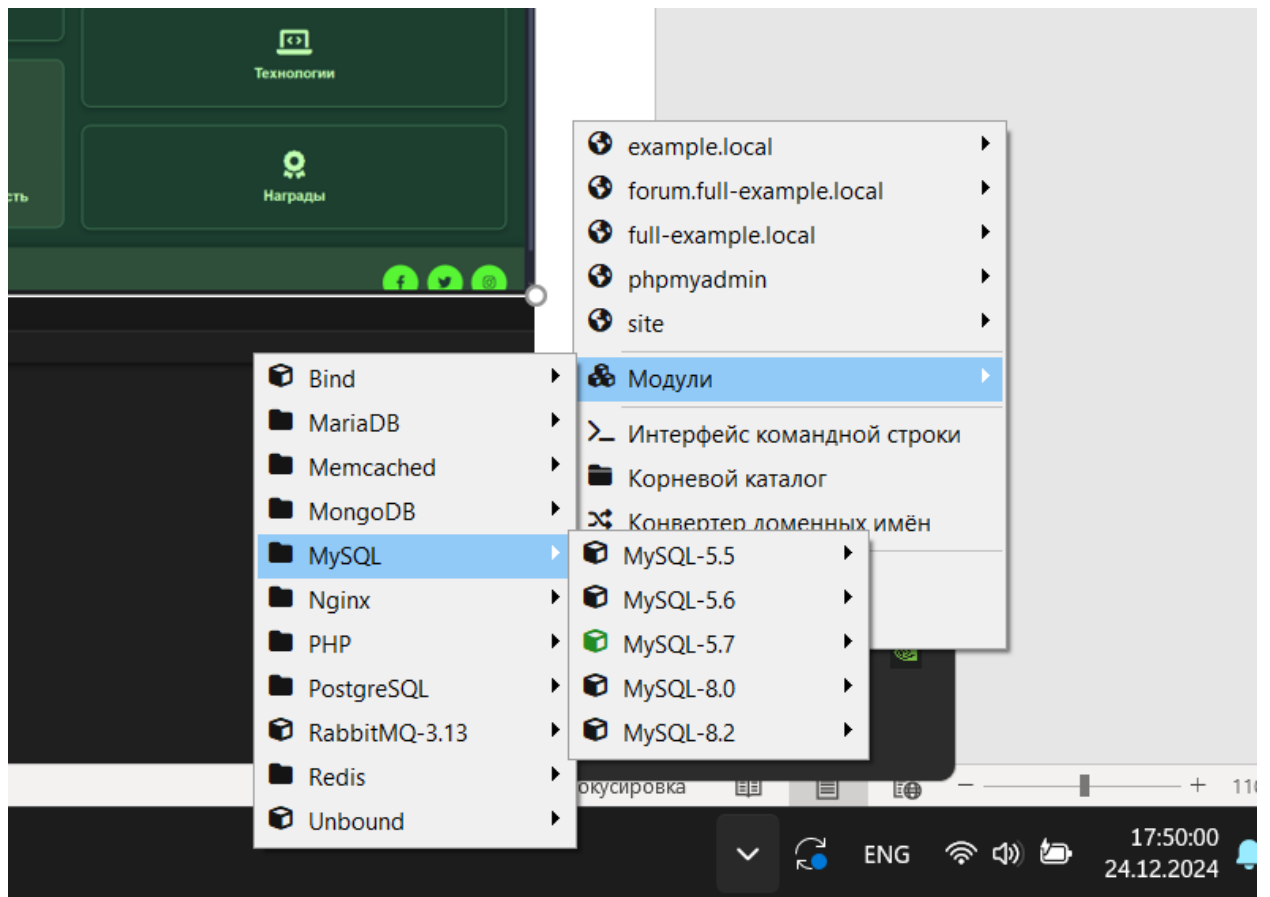 Технологии
Награды
сть
example.local
forum.full-example.local
full-example.local
phpmyadmin
site
Модули
Интерфейс командной строки
Корневой каталог
Конвертер доменных имён
Bind
MariaDB
Memcached
MongoDB
MySQL
Nginx
PHP
PostgreSQL
RabbitMQ-3.13
Redis
Unbound
MySQL-5.5
MySQL-5.6
MySQL-5.7
MySQL-8.0
MySQL-8.2
окусировка
ENG
17:50:00
24.12.2024